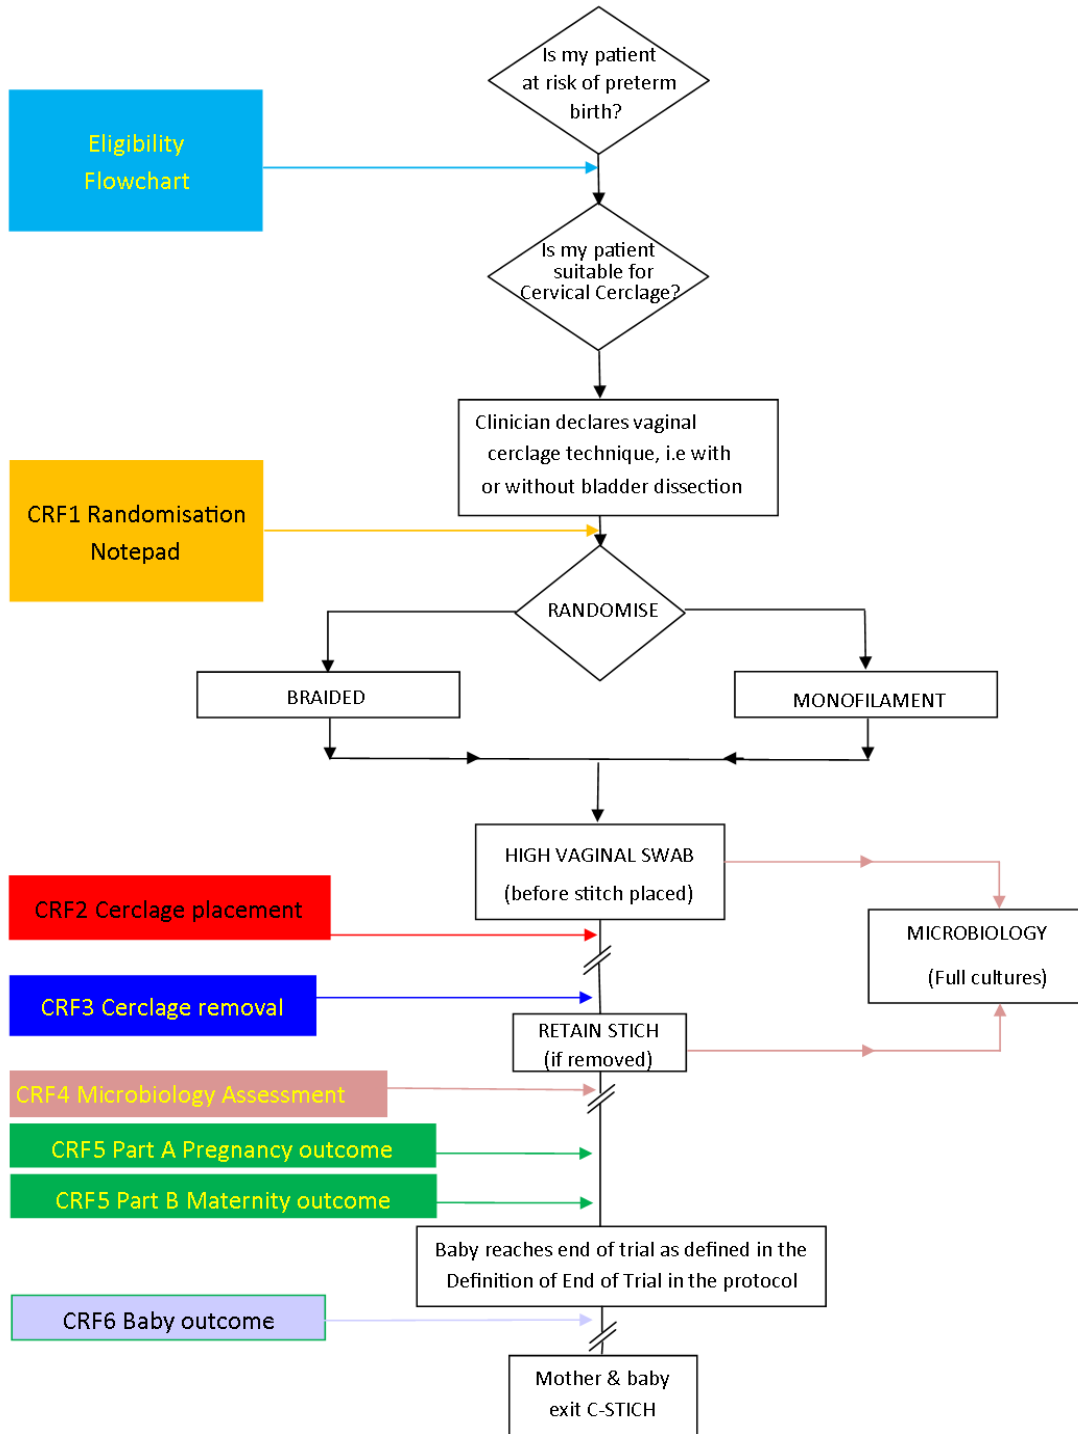 Is my patient
at risk of preterm
birth?
Eligibility
Flowchart
Is my patient
suitable for
Cervical Cerclage?
Clinician declares vaginal
cerclage technique, i.e with
or without bladder dissection
CRF1 Randomisation
Notepad
RANDOMISE
BRAIDED
MONOFILAMENT
HIGH VAGINAL SWAB
(before stitch placed)
CRF2 Cerclage placement
MICROBIOLOGY
(Full cultures)
CRF3 Cerclage removal
RETAIN STICH
(if removed)
CRF4 Microbiology Assessment
CRF5 Part A Pregnancy outcome
CRF5 Part B Maternity outcome
Baby reaches end of trial as defined in the
Definition of End of Trial in the protocol
CRF6 Baby outcome
Mother & baby
exit C-STICH